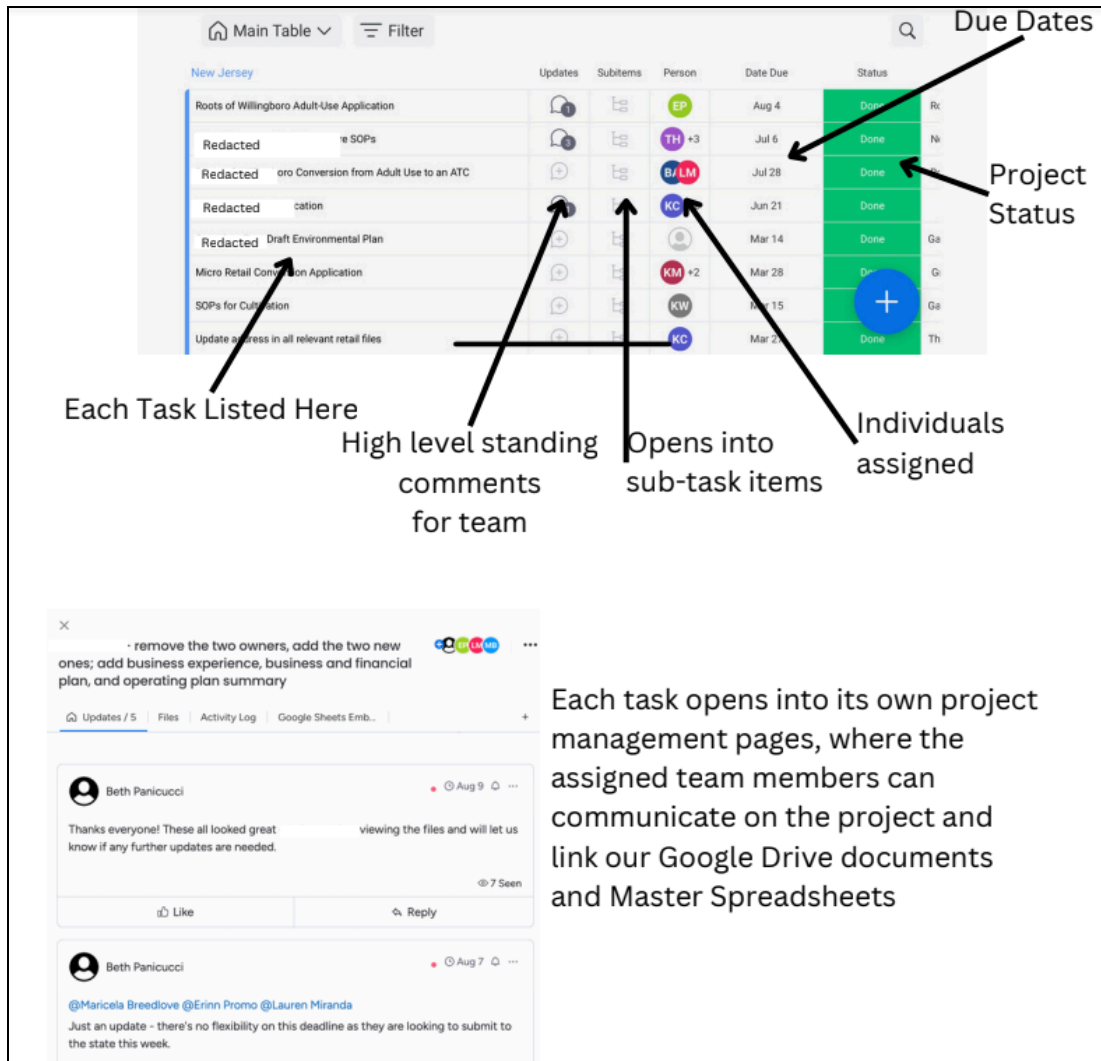 Main Table
Filter
Due Dates
New Jersey Updates Subitems Person Date Due Status
Roots of Willingboro Adult-Use Application 1 EP Aug 4 Done
Redacted re SOPs 3 TH +3 Jul 6 Done
Redacted oro Conversion from Adult Use to an ATC LM Jul 28 Done
Redacted cation KC Jun 21 Done
Redacted Draft Environmental Plan Mar 14 Done Ga
Micro Retail Conversion Application KM +2 Mar 28
SOPs for Cultivation KW Mar 15 Ga
Update address in all relevant retail files KC Mar Done Th
Project
Status
Each Task Listed Here
High level standing
comments
for team
Opens into
sub-task items
Individuals
assigned
- remove the two owners, add the two new
ones; add business experience, business and financial
plan, and operating plan summary
EP LM MB
Updates / 5 Files Activity Log Google Sheets Emb...
Beth Panicucci Aug 9
Thanks everyone! These all looked great viewing the files and will let us
know if any further updates are needed.
7 Seen
Like Reply
Beth Panicucci Aug 7
@Maricela Breedlove @Erinn Promo @Lauren Miranda
Just an update - there's no flexibility on this deadline as they are looking to submit to
the state this week.
Each task opens into its own project
management pages, where the
assigned team members can
communicate on the project and
link our Google Drive documents
and Master Spreadsheets